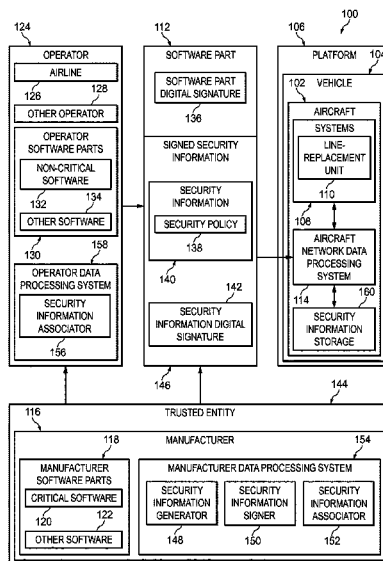 100
124
OPERATOR
AIRLINE
126
128
OTHER OPERATOR
OPERATOR
SOFTWARE PARTS
NON-CRITICAL
SOFTWARE
132
134
OTHER SOFTWARE
130
158
OPERATOR DATA
PROCESSING SYSTEM
SECURITY
INFORMATION
ASSOCIATOR
156
112
SOFTWARE PART
SOFTWARE PART
DIGITAL SIGNATURE
136
SIGNED SECURITY
INFORMATION
SECURITY
INFORMATION
SECURITY POLICY
138
140
142
SECURITY
INFORMATION DIGITAL
SIGNATURE
146
106
PLATFORM
104
VEHICLE
102
AIRCRAFT
SYSTEMS
LINE-
REPLACEMENT
UNIT
110
108
AIRCRAFT
NETWORK DATA
PROCESSING
SYSTEM
114
160
SECURITY
INFORMATION
STORAGE
144
TRUSTED ENTITY
116
MANUFACTURER
118
MANUFACTURER
SOFTWARE PARTS
CRITICAL SOFTWARE
120
122
OTHER SOFTWARE
154
MANUFACTURER DATA PROCESSING SYSTEM
SECURITY
INFORMATION
GENERATOR
148
SECURITY
INFORMATION
SIGNER
150
SECURITY
INFORMATION
ASSOCIATOR
152